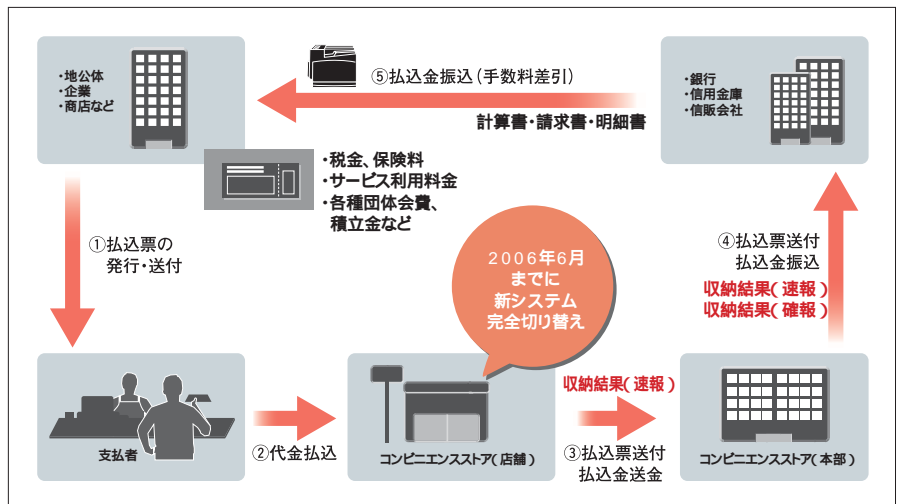 ・地公体
・企業
・商店など
⑤払込金振込(手数料差引)
計算書・請求書・明細書
・銀行
・信用金庫
・信販会社
・税金、保険料
・サービス利用料金
・各種団体会費、
積立金など
①払込票の
発行・送付
2006年6月
までに
新システム
完全切り替え
④払込票送付
払込金振込
収納結果(速報)
収納結果(確報)
支払者
②代金払込
コンビニエンスストア(店舗)
収納結果(速報)
③払込票送付
払込金送金
コンビニエンスストア(本部)